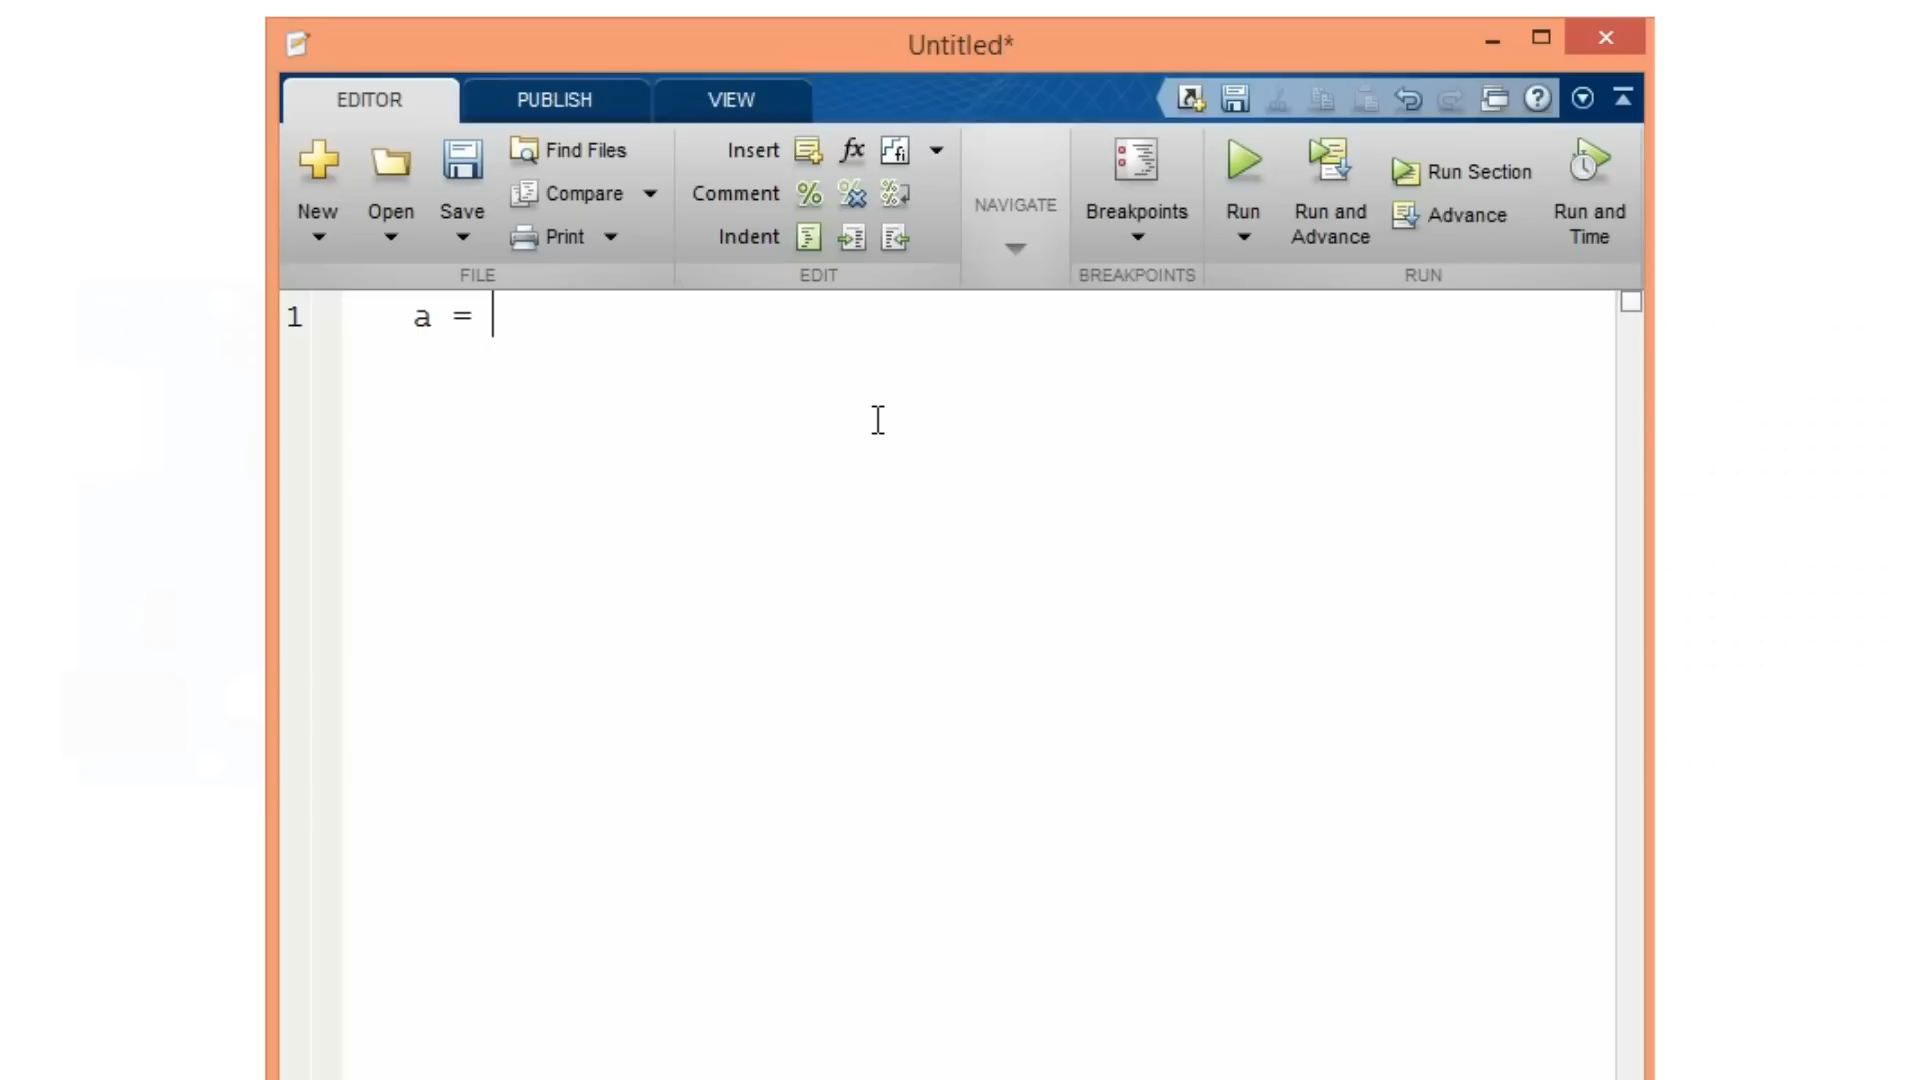 Untitled*
EDITOR PUBLISH VIEW
New
Open
Save
Find Files
Compare
Print
FILE
Insert fx fi
Comment % % %
Indent
EDIT
NAVIGATE
Breakpoints
BREAKPOINTS
Run
Run and
Advance
Run Section
Advance
Run and
Time
RUN
1 a =